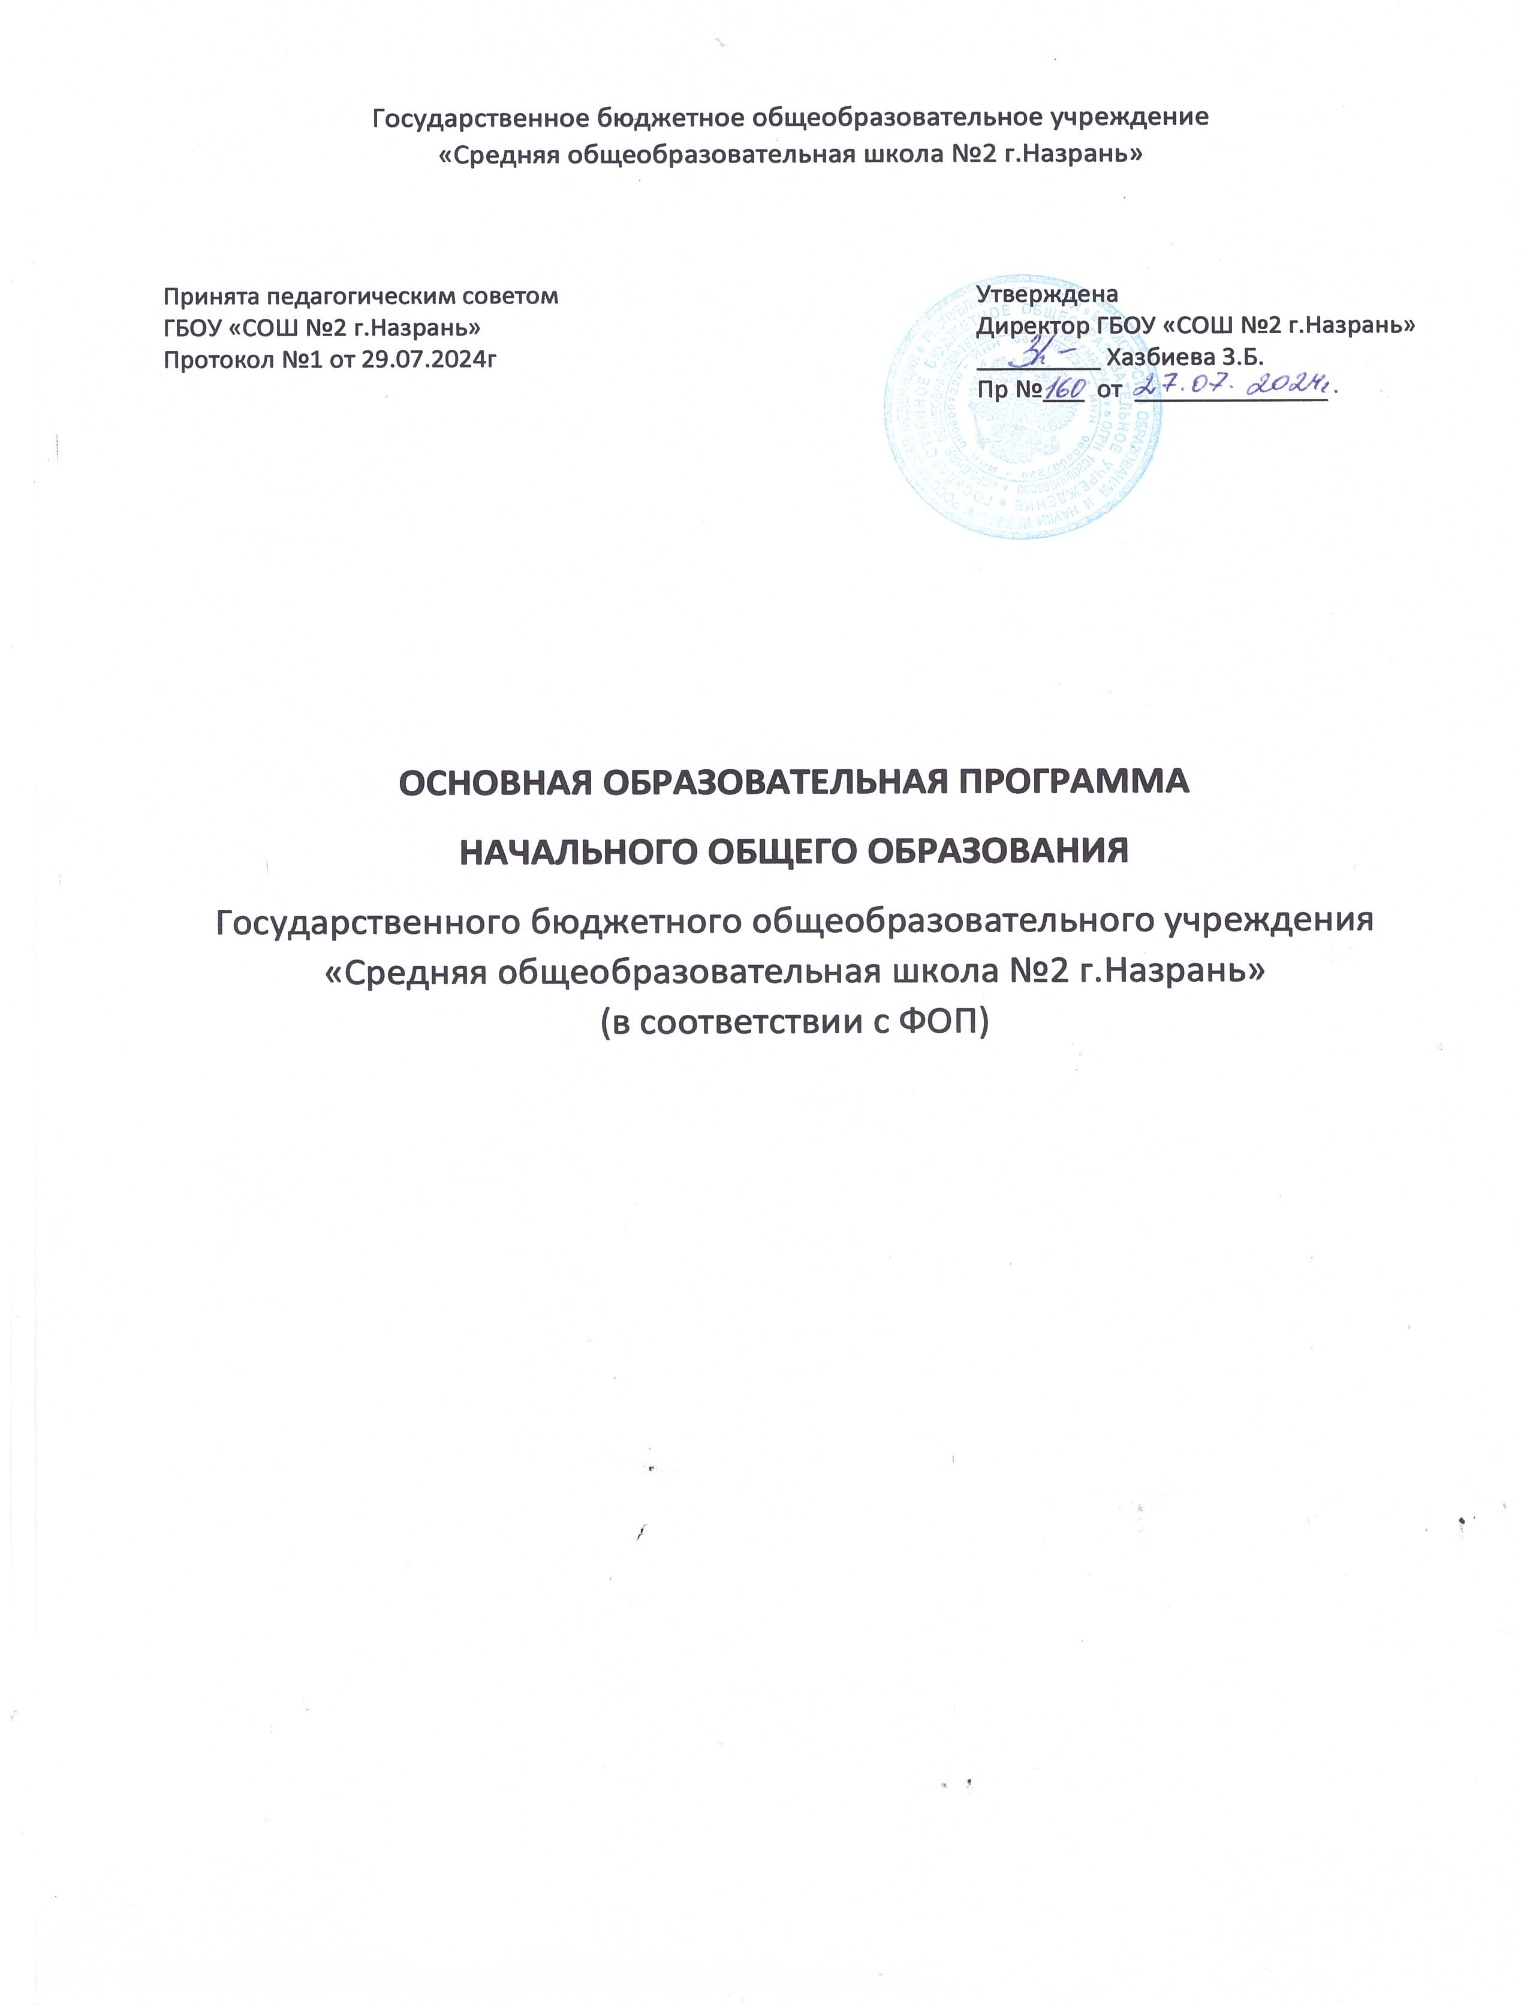 Государственное бюджетное общеобразовательное учреждение
«Средняя общеобразовательная школа №2 г.Назрань»
Принята педагогическим советом
ГБОУ «СОШ №2 г.Назрань»
Протокол №1 от 29.07.2024г
Утверждена
Директор ГБОУ «СОШ №2 г.Назрань»
Хазбиева З.Б.
Пр №160 от 27.07.2024г.
ОСНОВНАЯ ОБРАЗОВАТЕЛЬНАЯ ПРОГРАММА
НАЧАЛЬНОГО ОБЩЕГО ОБРАЗОВАНИЯ
Государственного бюджетного общеобразовательного учреждения
«Средняя общеобразовательная школа №2 г.Назрань»
(в соответствии с ФОП)